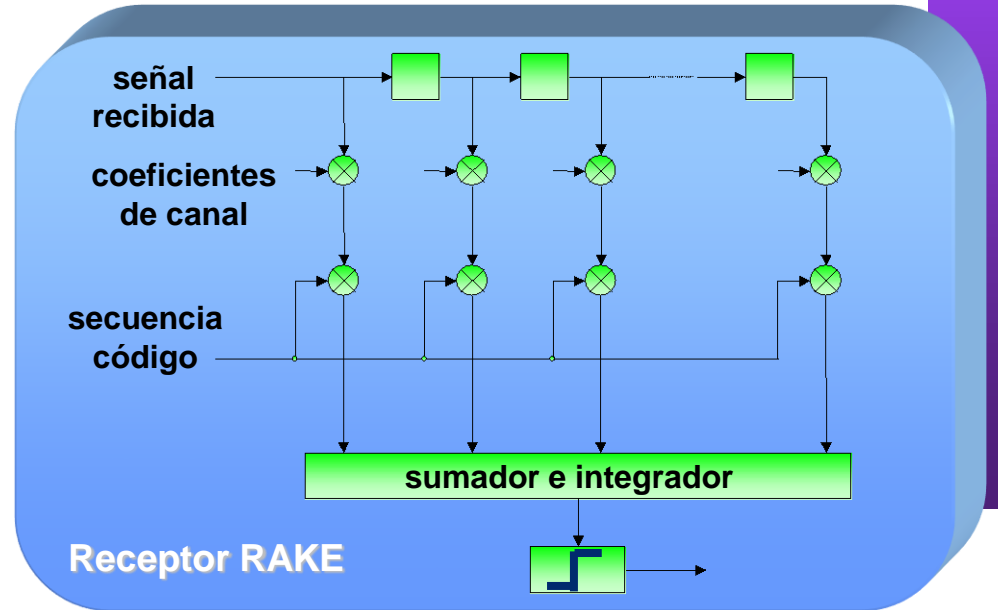 señal
recibida
coeficientes
de canal
secuencia
código
sumador e integrador
Receptor RAKE